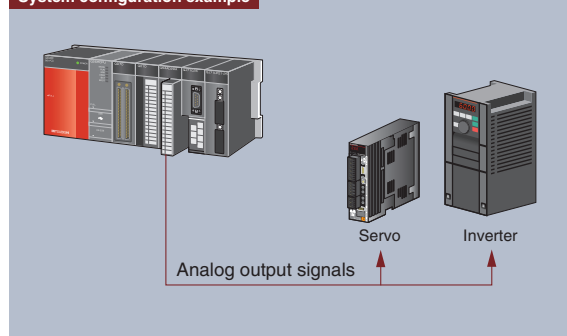 System configuration example
Servo
Inverter
Analog output signals